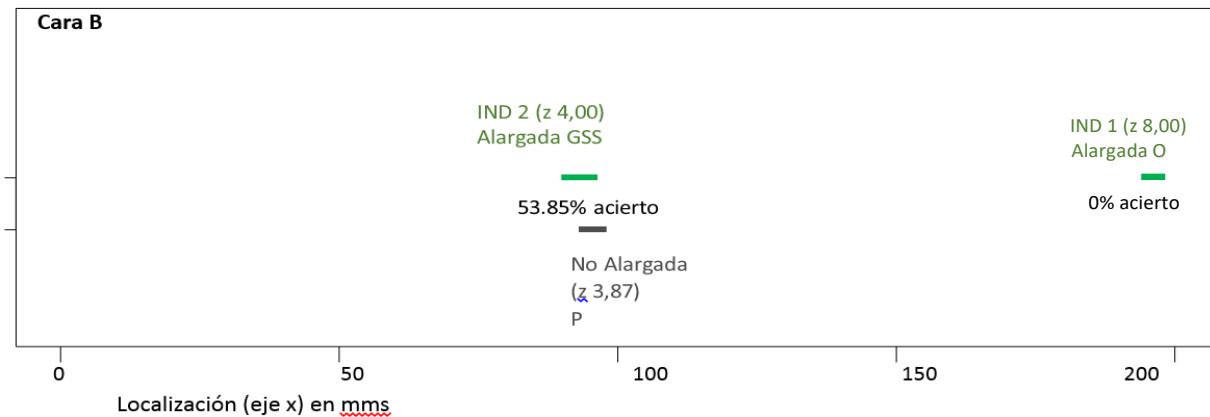 Cara B
IND 2 (z 4,00)
Alargada GSS
IND 1 (z 8,00)
Alargada O
53.85% acierto
0% acierto
No Alargada
(z 3,87)
P
0 50 100 150 200
Localización (eje x) en mms